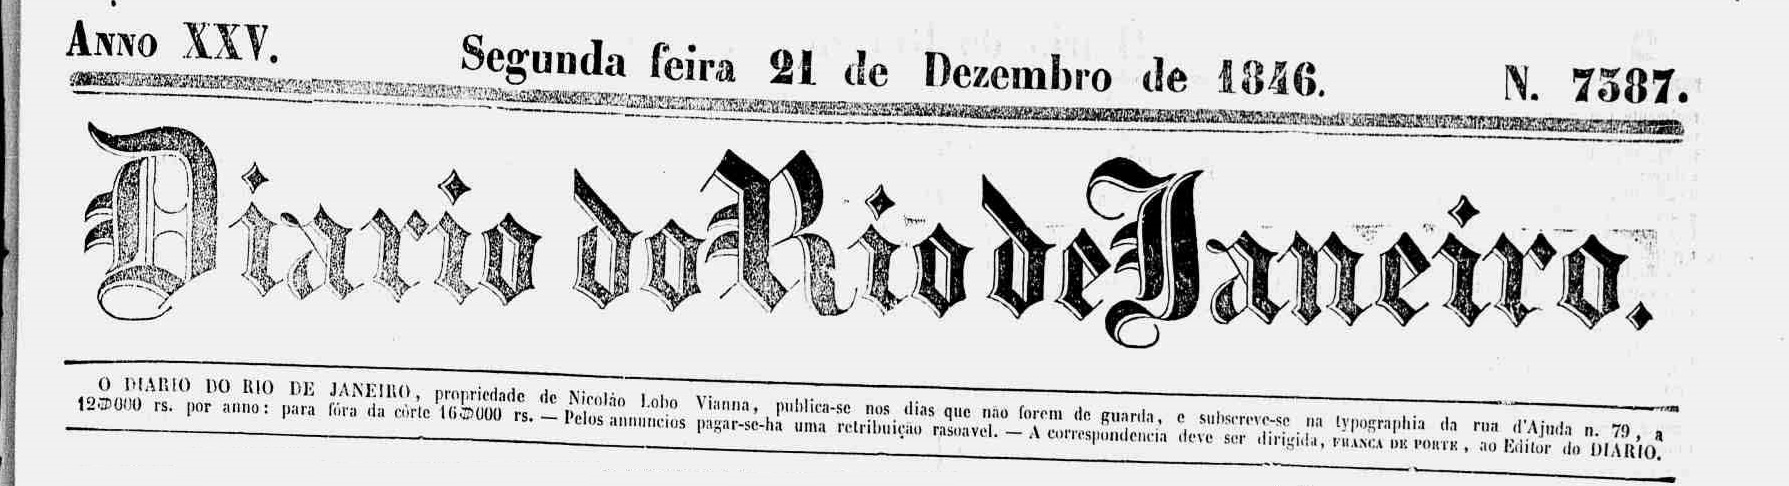 ANNO XXV.
Segunda feira 21 de Dezembro de 1846.
N. 7387.
Diario do Rio de Janeiro.
O DIARIO DO RIO DE JANEIRO, propriedade de Nicoláo Lobo Vianna, publica-se nos dias que não forem de guarda, e subscreve-se na typographia da rua d'Ajuda n. 79, a
12$000 rs. por anno: para fóra da côrte 16$000 rs. — Pelos annuncios pagar-se-ha uma retribuição rasoavel. — A correspondencia deve ser dirigida, FRANCA DE PORTE, ao Editor do DIARIO.